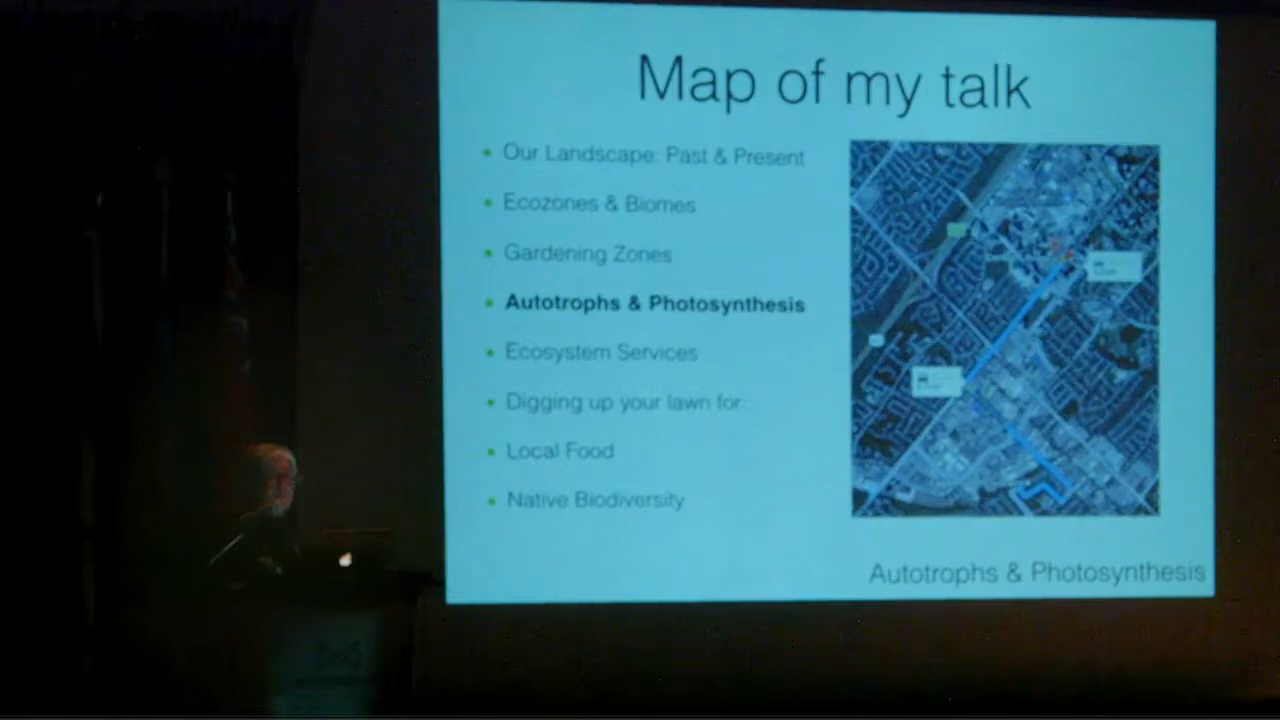 Map of my talk
Our Landscape: Past & Present
Ecozones & Biomes
Gardening Zones
Autotrophs & Photosynthesis
Ecosystem Services
Digging up your lawn for:
Local Food
Native Biodiversity
Autotrophs & Photosynthesis